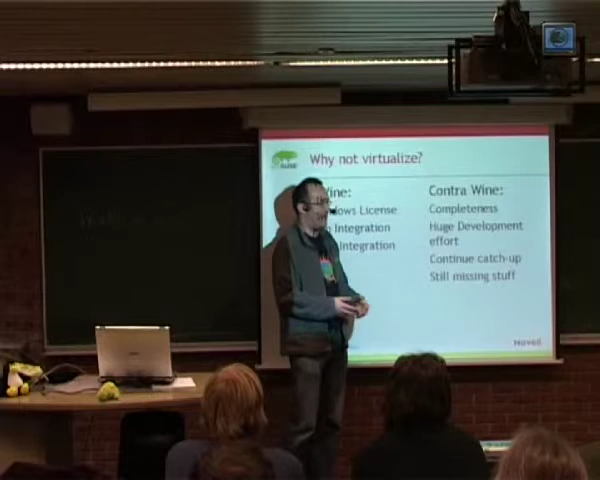 Why not virtualize?
Wine:
License
Integration
Integration
Contra Wine:
Completeness
Huge Development
effort
Continue catch-up
Still missing stuff
Novell